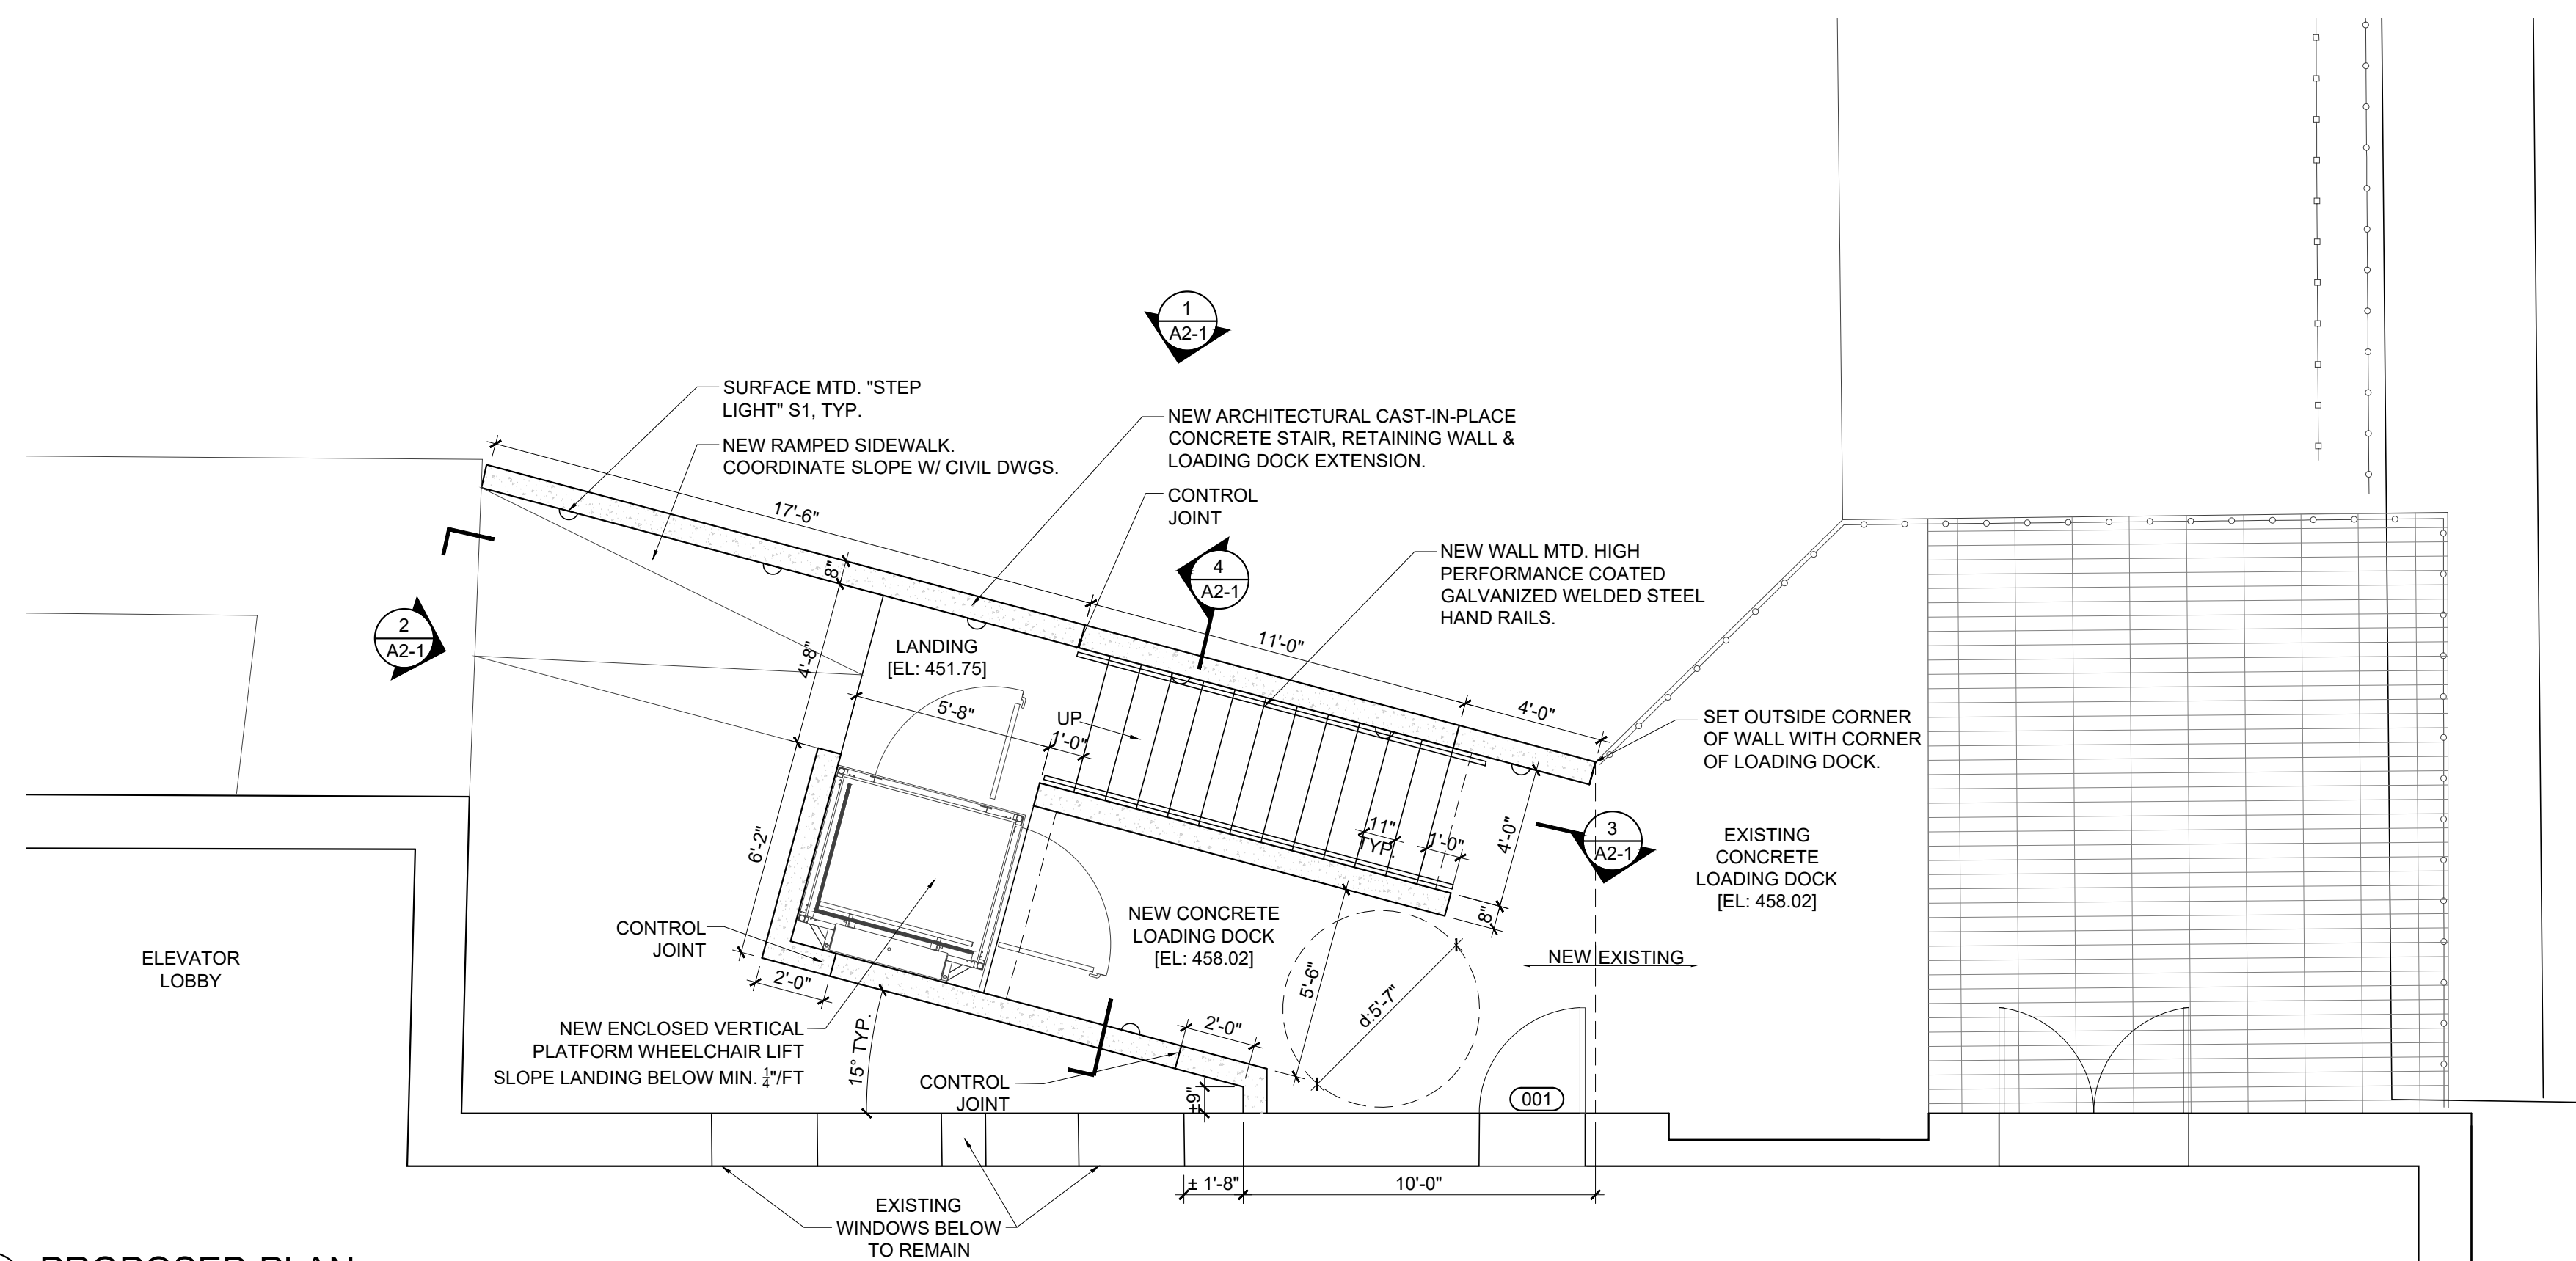 1
A2-1
SURFACE MTD. "STEP
LIGHT" S1, TYP.
NEW RAMPED SIDEWALK.
COORDINATE SLOPE W/ CIVIL DWGS.
NEW ARCHITECTURAL CAST-IN-PLACE
CONCRETE STAIR, RETAINING WALL &
LOADING DOCK EXTENSION.
CONTROL
JOINT
17'-6"
8"
4
A2-1
NEW WALL MTD. HIGH
PERFORMANCE COATED
GALVANIZED WELDED STEEL
HAND RAILS.
2
A2-1
11'-0"
4'-8"
LANDING
[EL: 451.75]
5'-8"
UP
1'-0"
4'-0"
SET OUTSIDE CORNER
OF WALL WITH CORNER
OF LOADING DOCK.
6'-2"
11"
TYP.
1'-0"
4'-0"
3
A2-1
EXISTING
CONCRETE
LOADING DOCK
[EL: 458.02]
CONTROL
JOINT
NEW CONCRETE
LOADING DOCK
[EL: 458.02]
8"
ELEVATOR
LOBBY
NEW EXISTING
2'-0"
5'-6"
d:5'-7"
NEW ENCLOSED VERTICAL
PLATFORM WHEELCHAIR LIFT
SLOPE LANDING BELOW MIN. 1/4"/FT
15° TYP.
2'-0"
CONTROL
JOINT
±9"
001
± 1'-8"
10'-0"
EXISTING
WINDOWS BELOW
TO REMAIN
PROPOSED PLAN